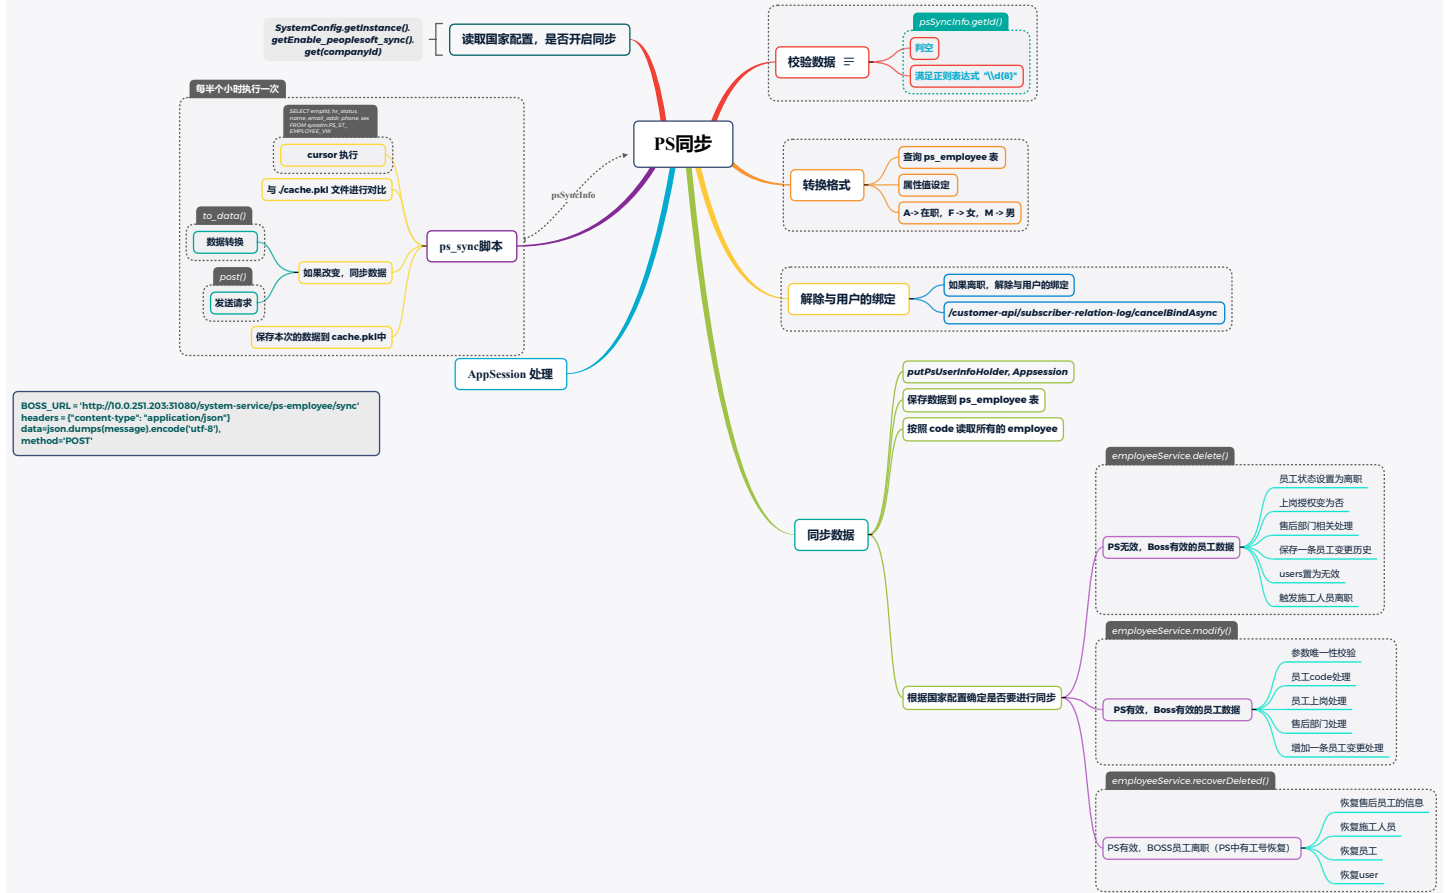 SystemConfig.getInstance().
getEnable_peoplesoft_sync().
get(companyId)
读取国家配置，是否开启同步
每半个小时执行一次
SELECT emplid, hr_status,
name, email_addr, phone, sex
FROM sysadm.PS_ST_
EMPLOYEE_VW
cursor 执行
与 ./cache.pkl 文件进行对比
to_data()
数据转换
post()
发送请求
如果改变，同步数据
保存本次的数据到 cache.pkl中
ps_sync脚本
psSyncInfo
AppSession 处理
BOSS_URL = 'http://10.0.251.203:31080/system-service/ps-employee/sync'
headers = {"content-type": "application/json"}
data=json.dumps(message).encode('utf-8'),
method='POST'
PS同步
校验数据
psSyncInfo.getId()
判空
满足正则表达式 "\\d{8}"
转换格式
查询 ps_employee 表
属性值设定
A-> 在职，F -> 女，M -> 男
解除与用户的绑定
如果离职，解除与用户的绑定
/customer-api/subscriber-relation-log/cancelBindAsync
同步数据
putPsUserInfoHolder, Appsession
保存数据到 ps_employee 表
按照 code 读取所有的 employee
根据国家配置确定是否要进行同步
employeeService.delete()
PS无效，Boss有效的员工数据
员工状态设置为离职
上岗授权变为否
售后部门相关处理
保存一条员工变更历史
users置为无效
触发施工人员离职
employeeService.modify()
PS有效，Boss有效的员工数据
参数唯一性校验
员工code处理
员工上岗处理
售后部门处理
增加一条员工变更处理
employeeService.recoverDeleted()
PS有效，BOSS员工离职（PS中有工号恢复）
恢复售后员工的信息
恢复施工人员
恢复员工
恢复user